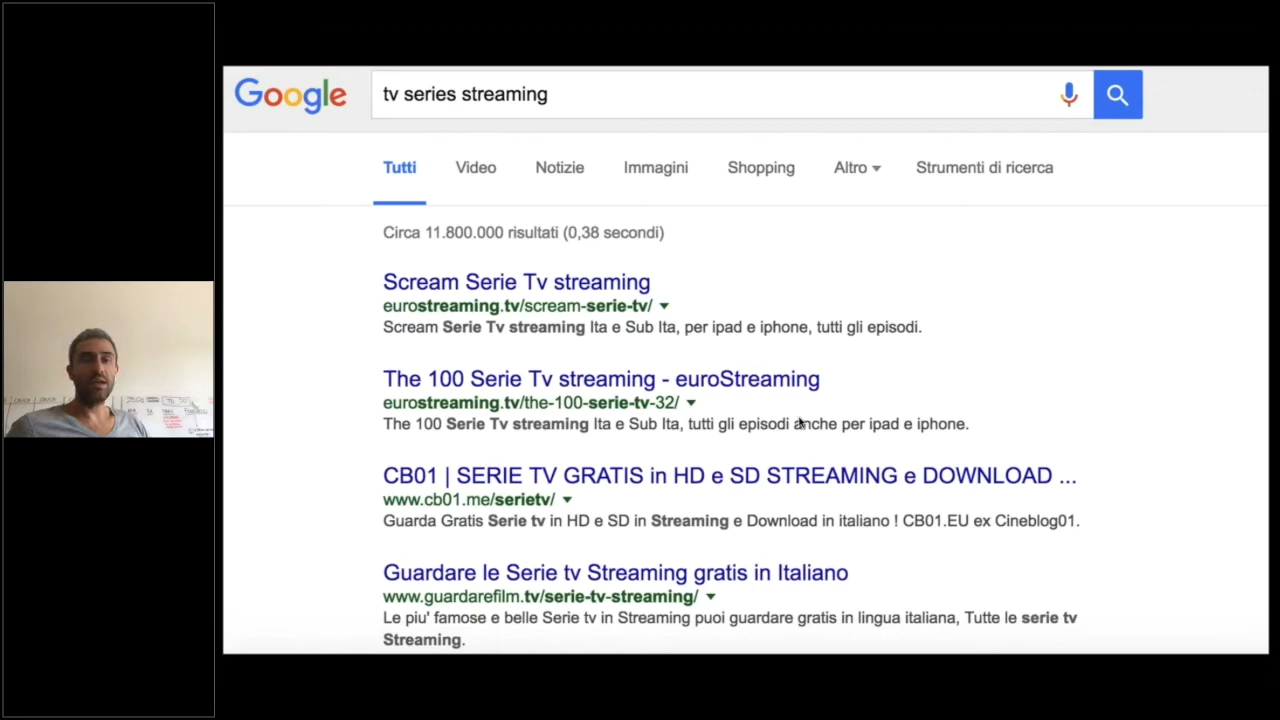 Google
tv series streaming
Tutti Video Notizie Immagini Shopping Altro Strumenti di ricerca
Circa 11.800.000 risultati (0,38 secondi)
Scream Serie Tv streaming
eurostreaming.tv/scream-serie-tv/
Scream Serie Tv streaming Ita e Sub Ita, per ipad e iphone, tutti gli episodi.
The 100 Serie Tv streaming - euroStreaming
eurostreaming.tv/the-100-serie-tv-32/
The 100 Serie Tv streaming Ita e Sub Ita, tutti gli episodi anche per ipad e iphone.
CB01 | SERIE TV GRATIS in HD e SD STREAMING e DOWNLOAD ...
www.cb01.me/serietv/
Guarda Gratis Serie tv in HD e SD in Streaming e Download in italiano ! CB01.EU ex Cineblog01.
Guardare le Serie tv Streaming gratis in Italiano
www.guardarefilm.tv/serie-tv-streaming/
Le piu' famose e belle Serie tv in Streaming puoi guardare gratis in lingua italiana, Tutte le serie tv
Streaming.